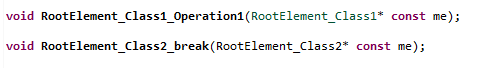 void RootElement_Class1_Operation1(RootElement_Class1* const me);
void RootElement_Class2_break(RootElement_Class2* const me);